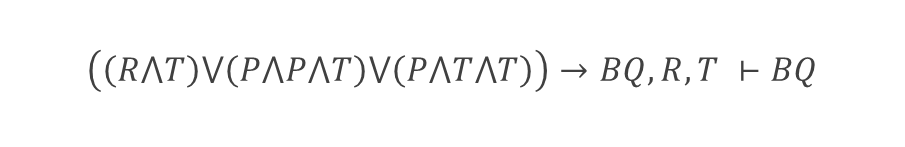 ((R⋀T)⋁(P⋀P⋀T)⋁(P⋀T⋀T)) → BQ, R, T ⊢ BQ